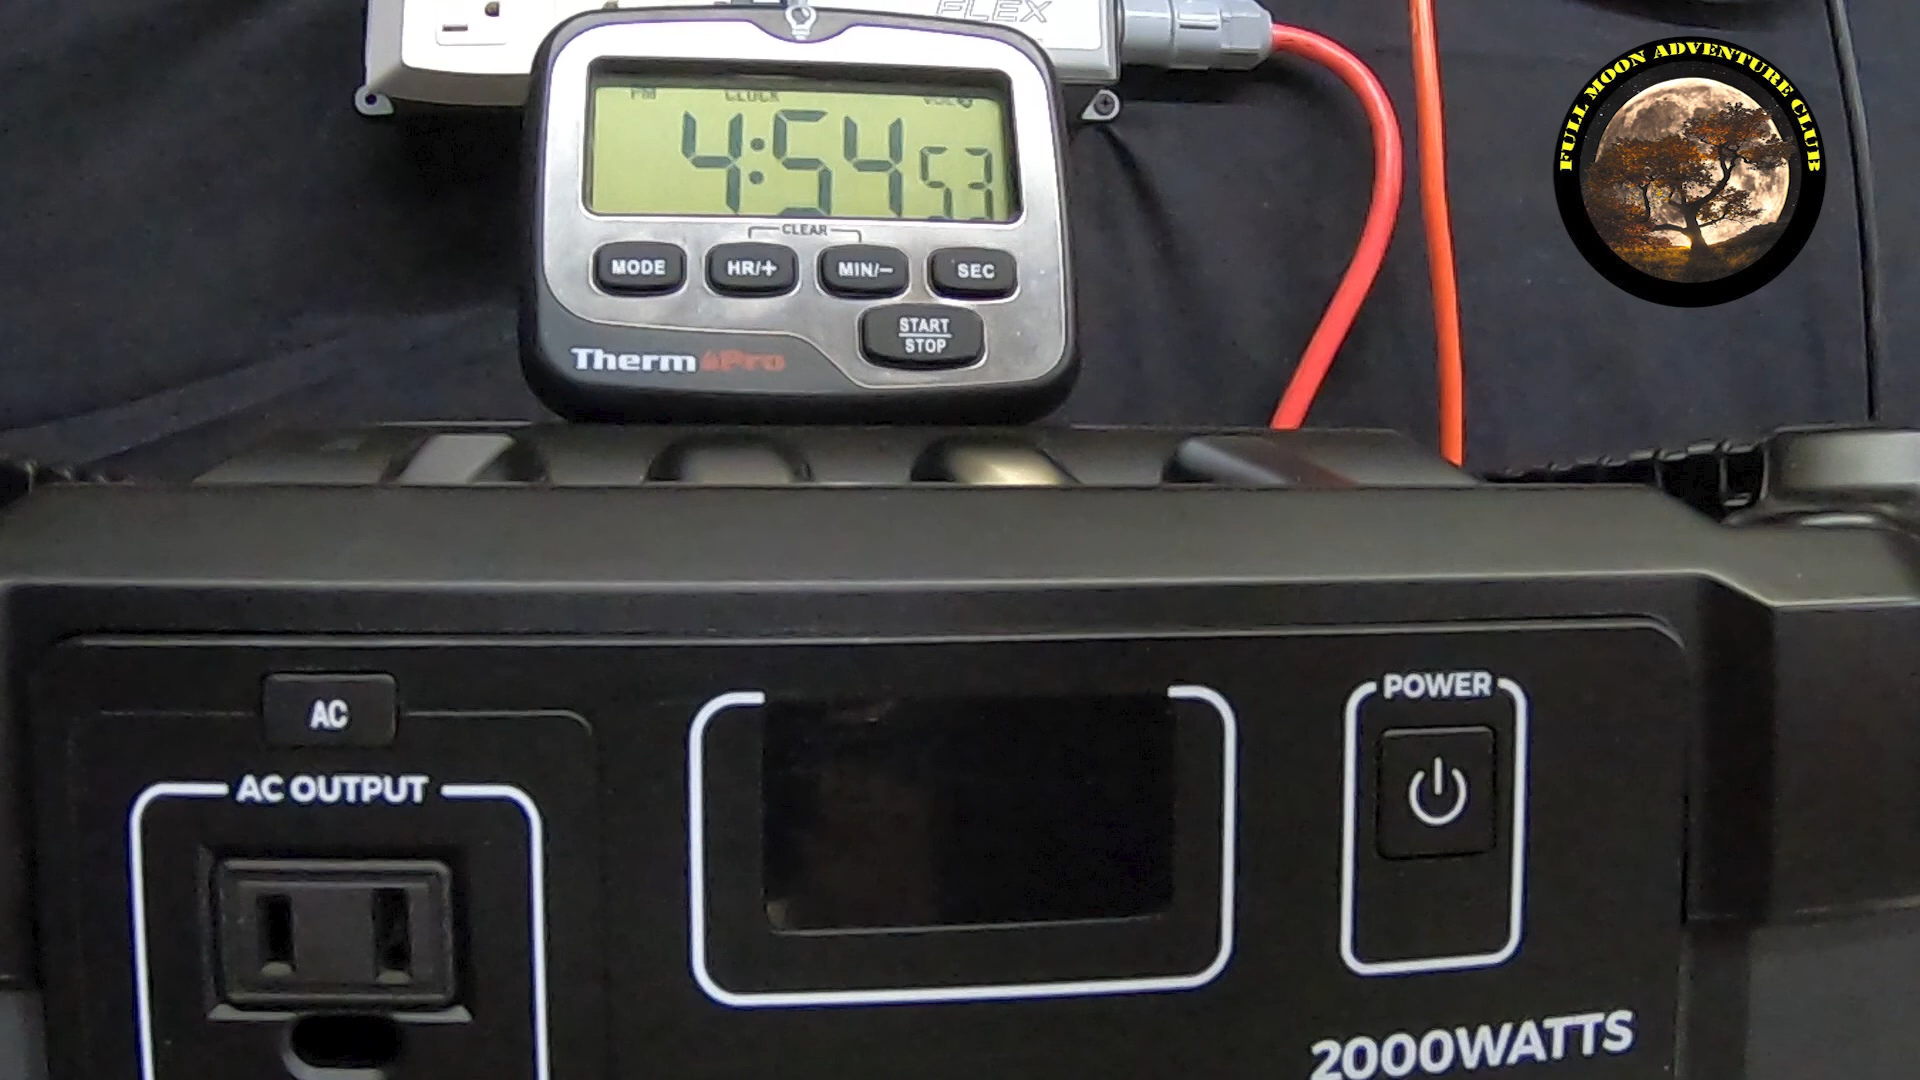 FLEX
FULL MOON ADVENTURE CLUB
PM CLOCK VOL
4:54 53
CLEAR
MODE HR/+ MIN/− SEC
START
STOP
ThermoPro
AC
POWER
AC OUTPUT
2000WATTS